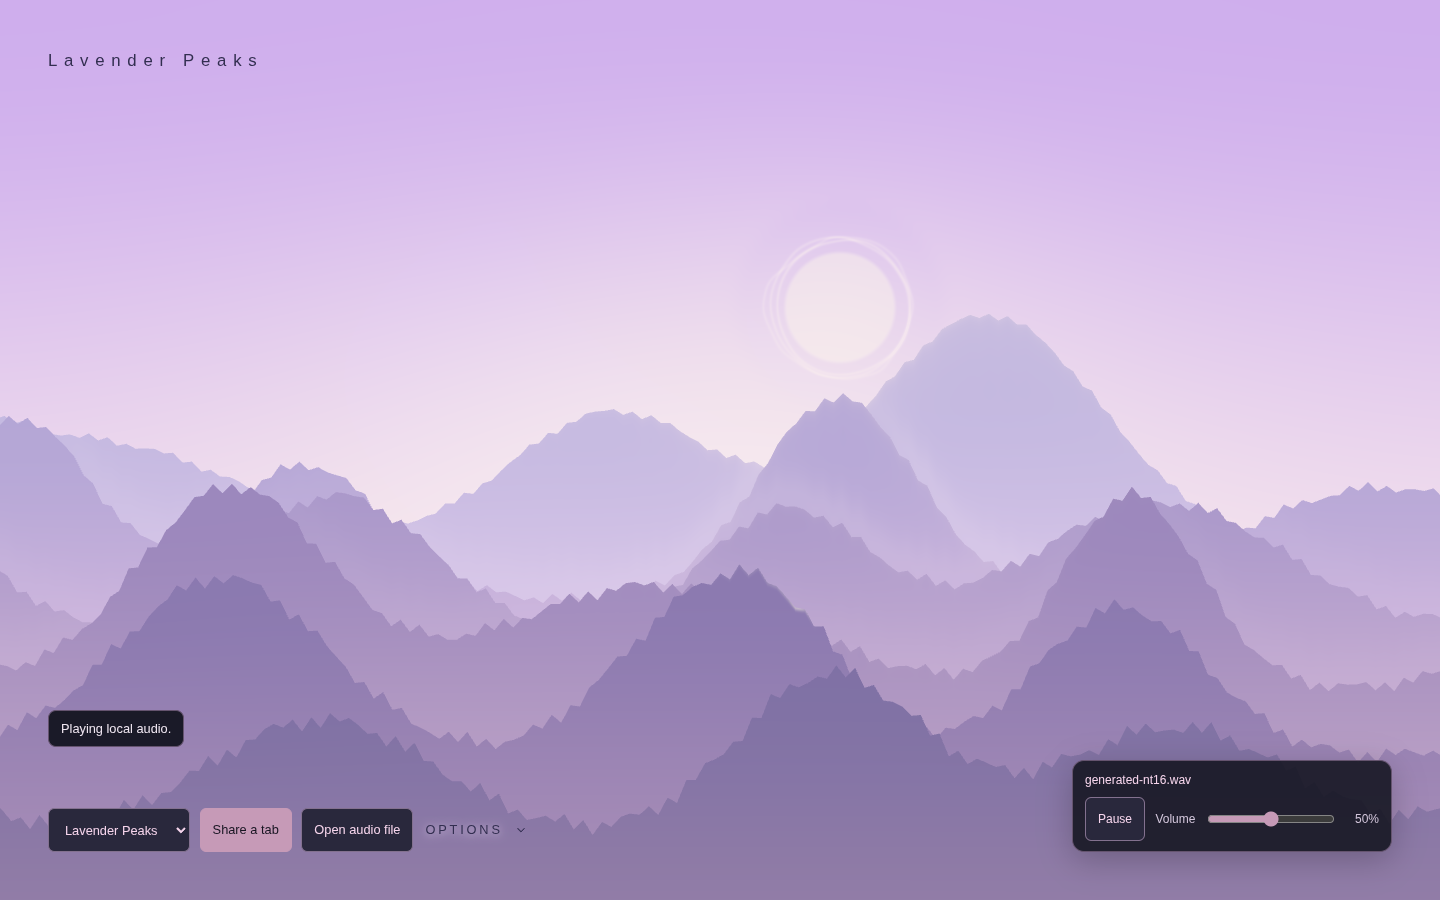 Lavender Peaks
Playing local audio.
Lavender Peaks
Share a tab
Open audio file
OPTIONS
generated-nt16.wav
Pause
Volume
50%